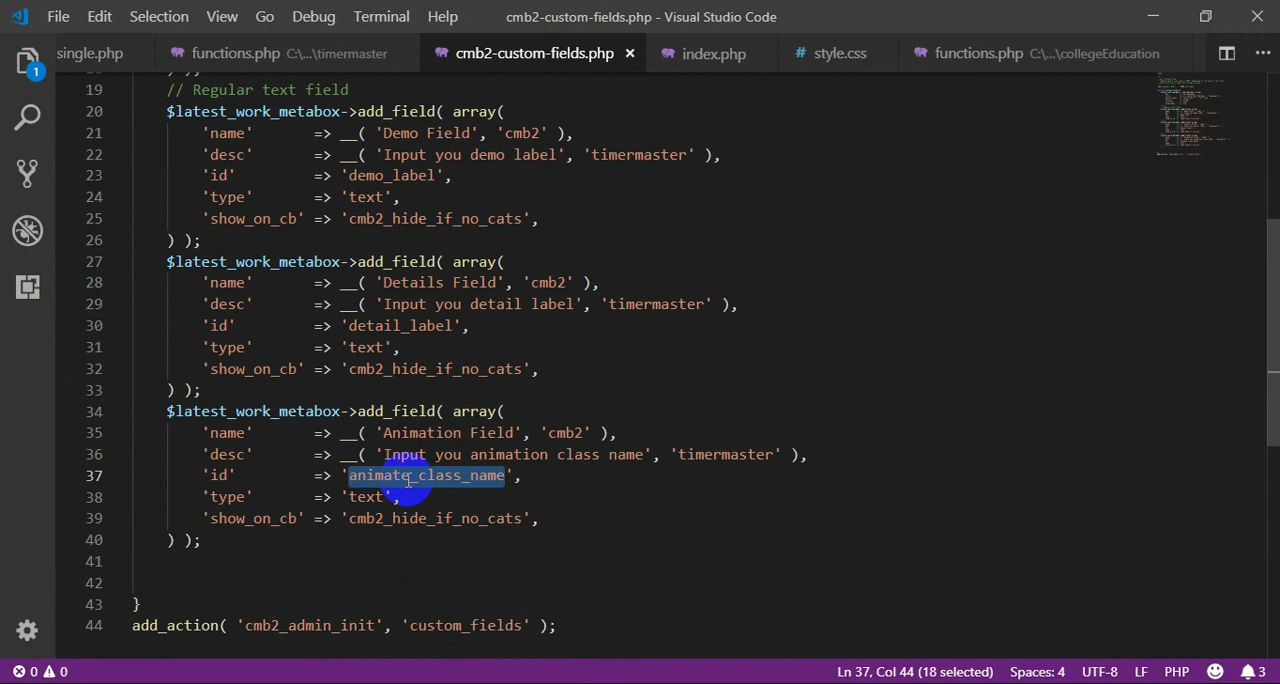 File Edit Selection View Go Debug Terminal Help cmb2-custom-fields.php - Visual Studio Code
single.php functions.php C:\...\timermaster cmb2-custom-fields.php × index.php # style.css functions.php C:\...\collegeEducation ...
1
19 // Regular text field
20 $latest_work_metabox->add_field( array(
21 'name' => __( 'Demo Field', 'cmb2' ),
22 'desc' => __( 'Input you demo label', 'timermaster' ),
23 'id' => 'demo_label',
24 'type' => 'text',
25 'show_on_cb' => 'cmb2_hide_if_no_cats',
26 ) );
27 $latest_work_metabox->add_field( array(
28 'name' => __( 'Details Field', 'cmb2' ),
29 'desc' => __( 'Input you detail label', 'timermaster' ),
30 'id' => 'detail_label',
31 'type' => 'text',
32 'show_on_cb' => 'cmb2_hide_if_no_cats',
33 ) );
34 $latest_work_metabox->add_field( array(
35 'name' => __( 'Animation Field', 'cmb2' ),
36 'desc' => __( 'Input you animation class name', 'timermaster' ),
37 'id' => 'animate_class_name',
38 'type' => 'text',
39 'show_on_cb' => 'cmb2_hide_if_no_cats',
40 ) );
41
42
43 }
44 add_action( 'cmb2_admin_init', 'custom_fields' );
0 0 Ln 37, Col 44 (18 selected) Spaces: 4 UTF-8 LF PHP 3